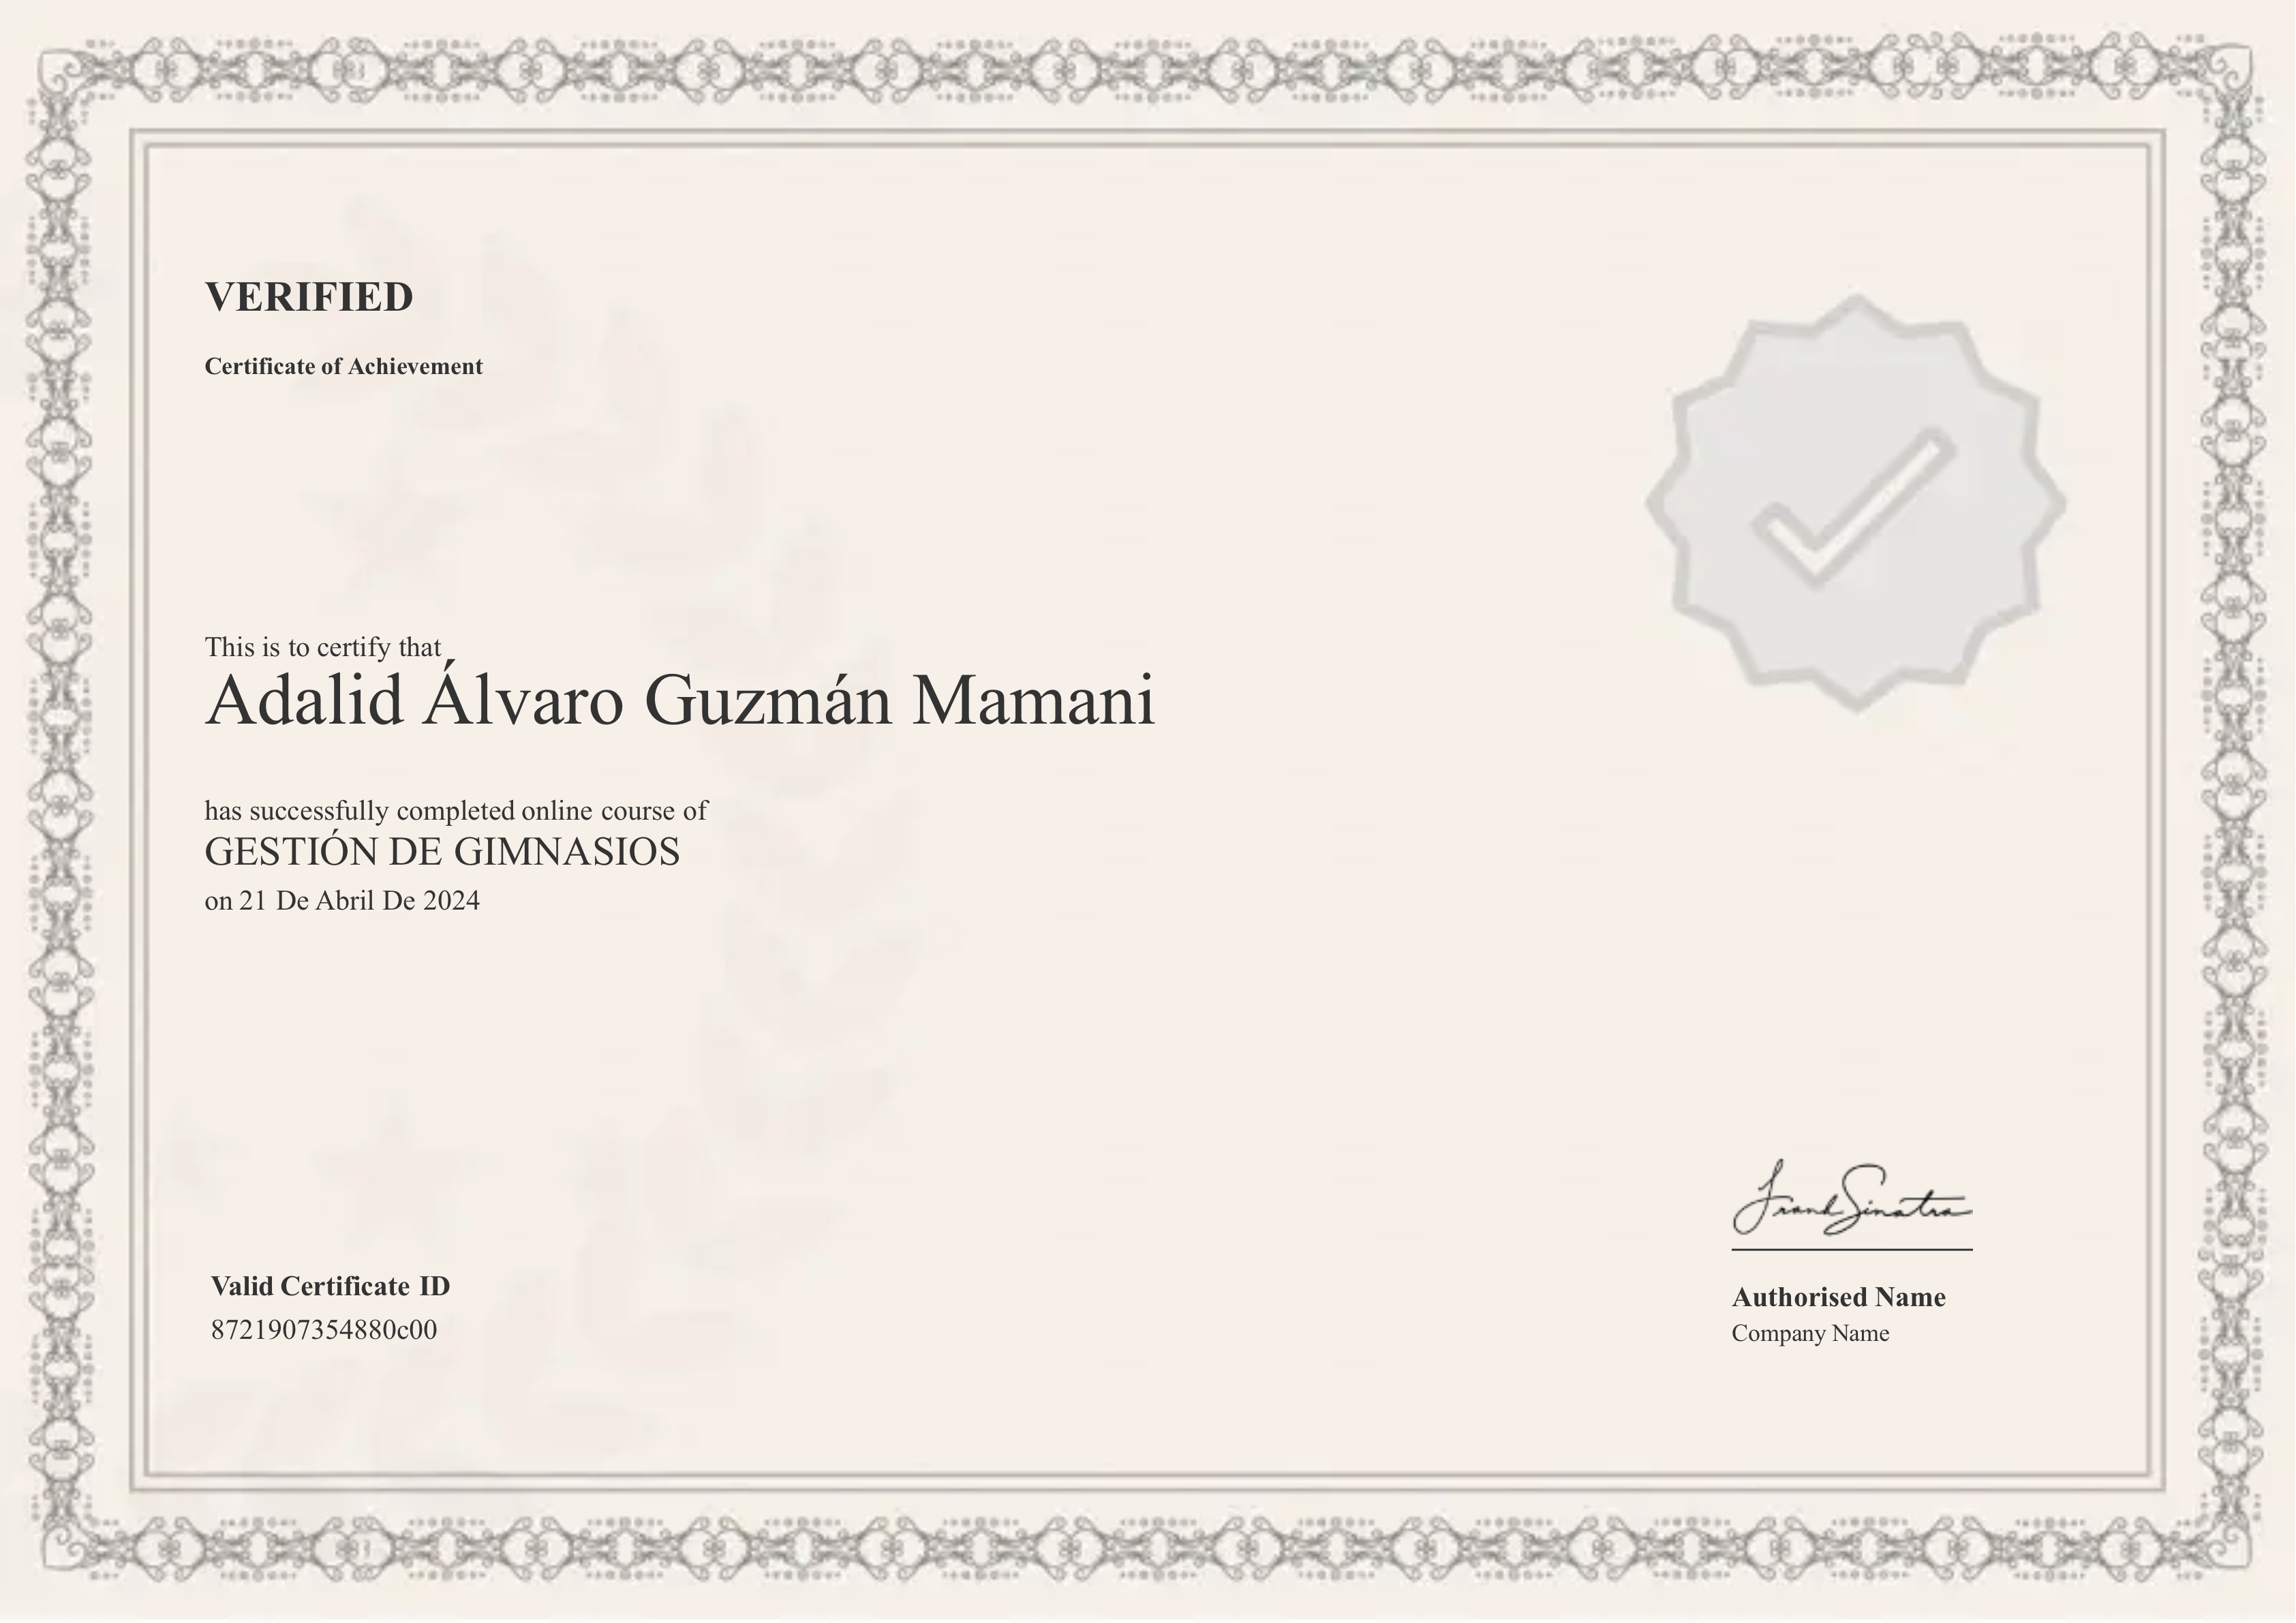 VERIFIED
Certificate of Achievement
This is to certify that
Adalid Álvaro Guzmán Mamani
has successfully completed online course of
GESTIÓN DE GIMNASIOS
on 21 De Abril De 2024
Frank Sinatra
Valid Certificate ID
8721907354880c00
Authorised Name
Company Name